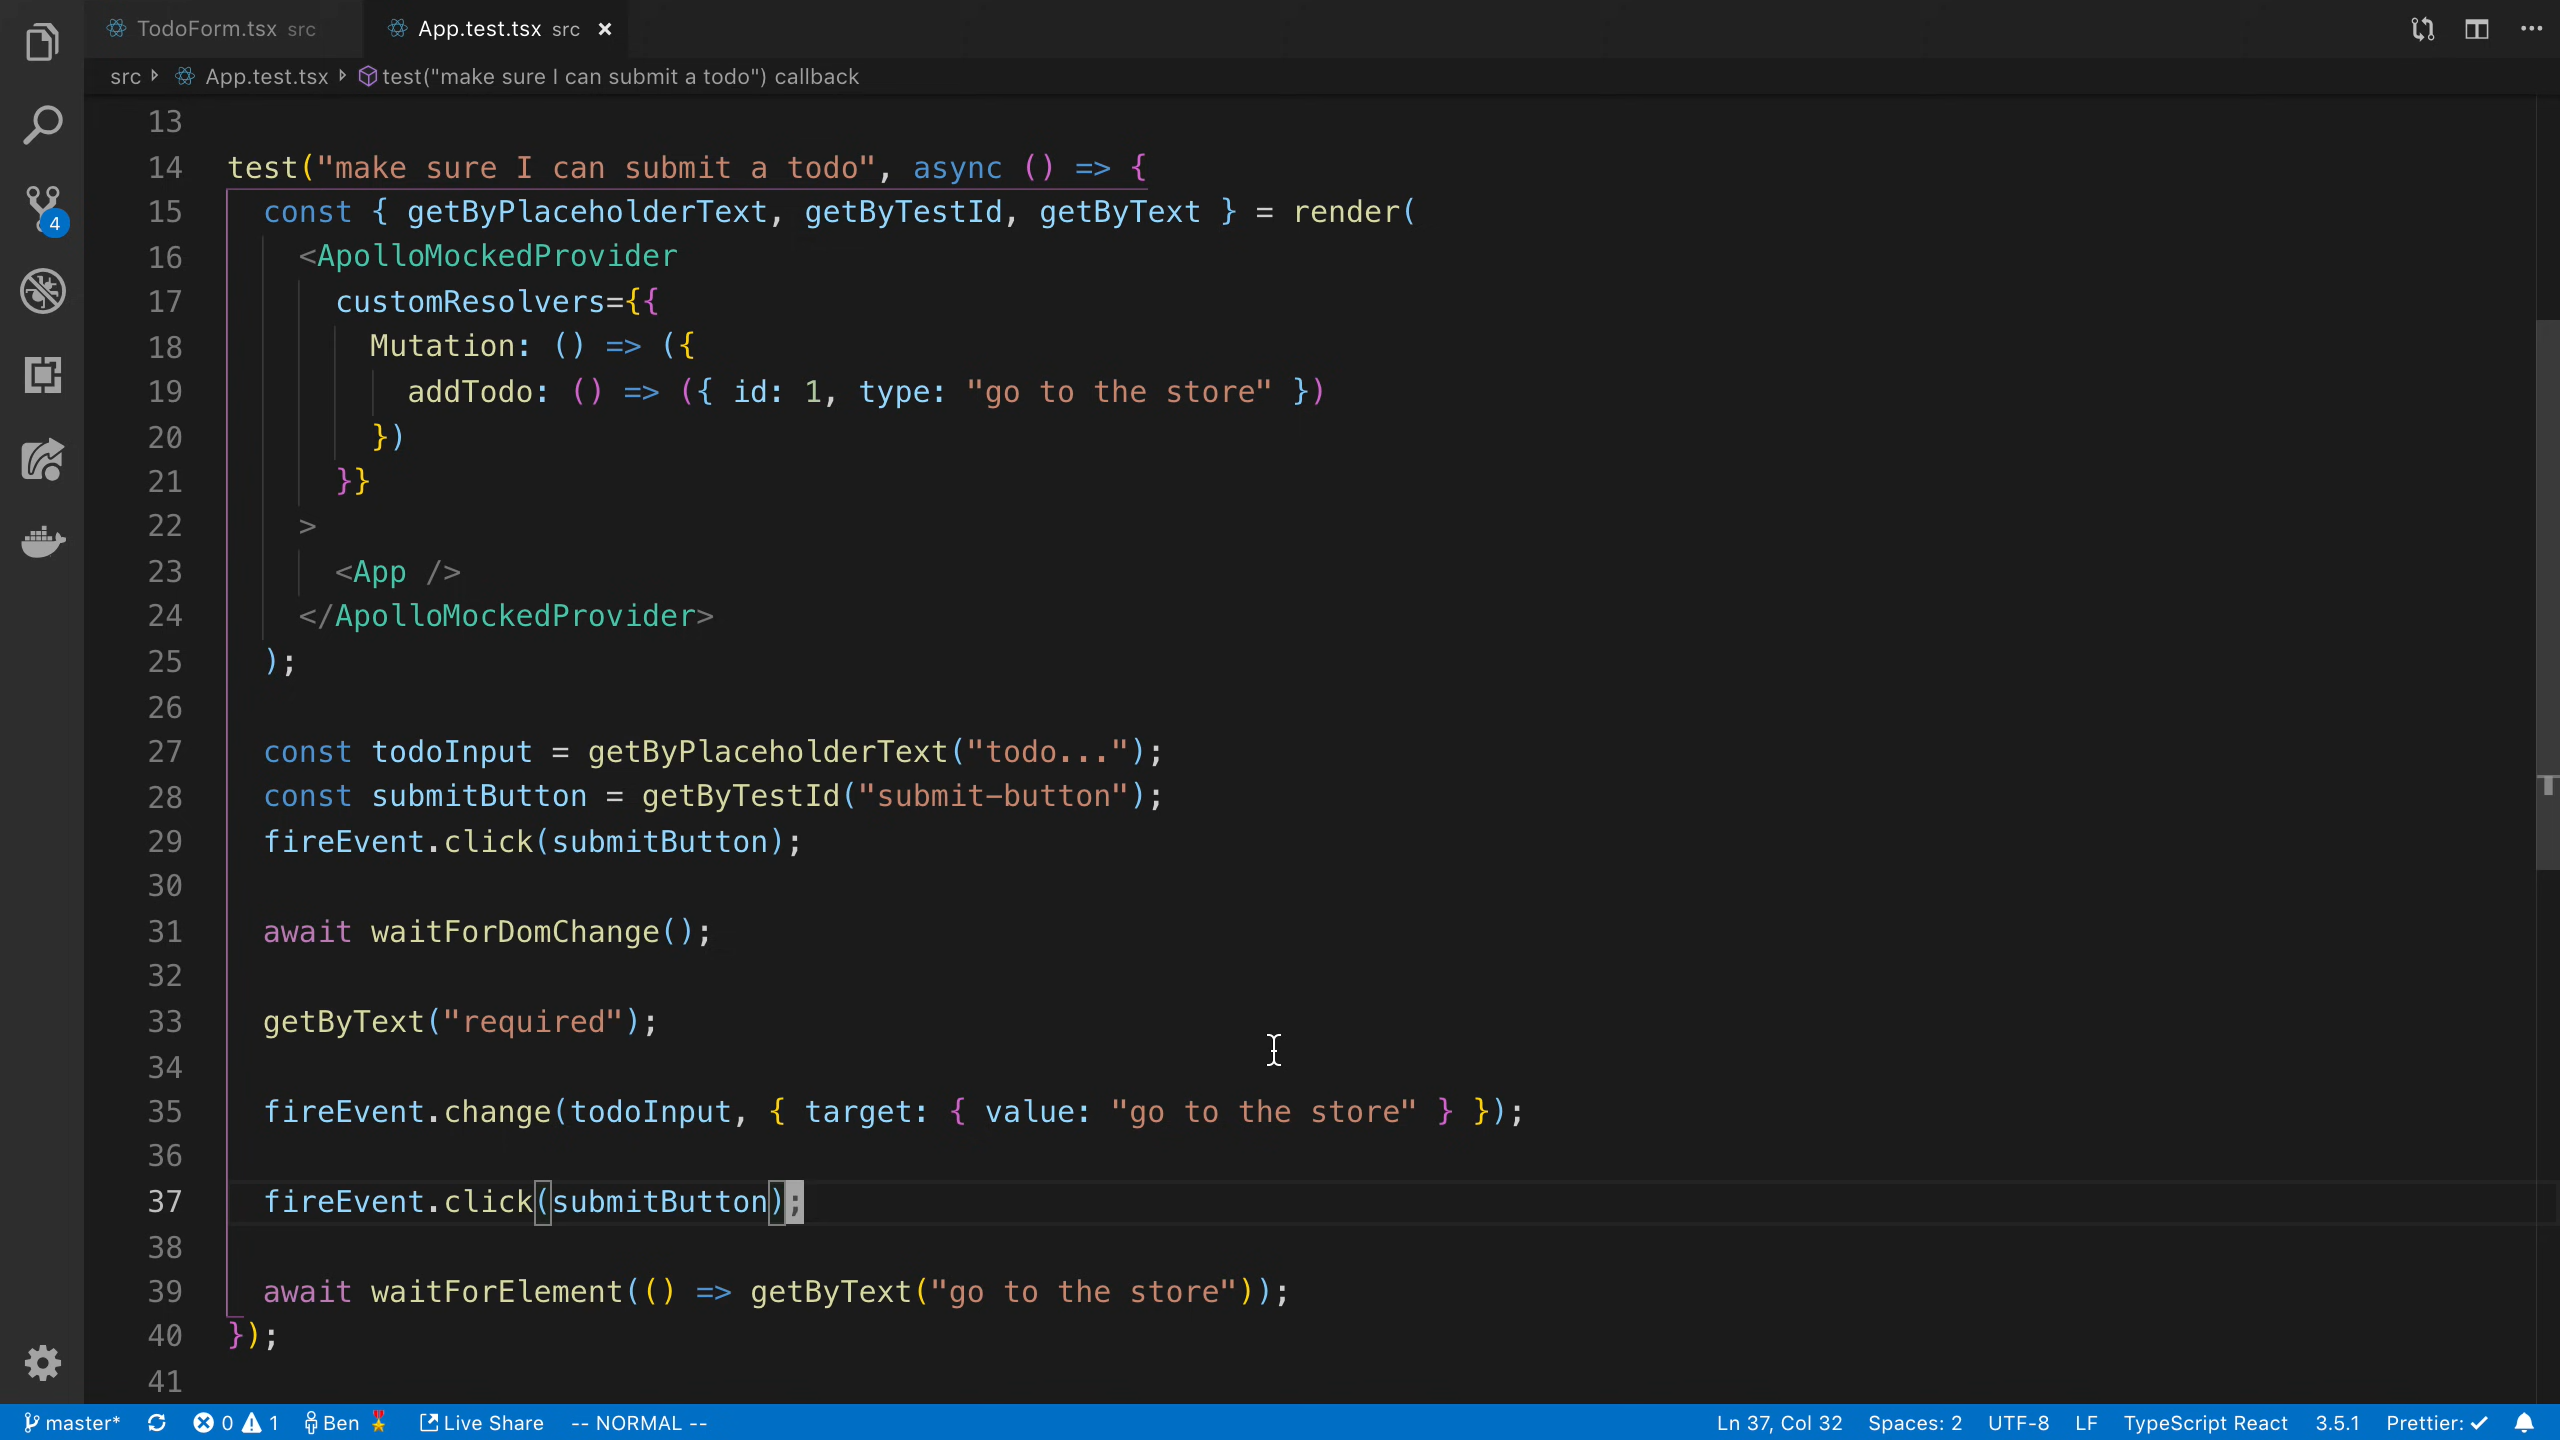 TodoForm.tsx src
App.test.tsx src
src App.test.tsx test("make sure I can submit a todo") callback
13
14 test("make sure I can submit a todo", async () => {
15 const { getByPlaceholderText, getByTestId, getByText } = render(
16 <ApolloMockedProvider
17 customResolvers={{
18 Mutation: () => ({
19 addTodo: () => ({ id: 1, type: "go to the store" })
20 })
21 }}
22 >
23 <App />
24 </ApolloMockedProvider>
25 );
26
27 const todoInput = getByPlaceholderText("todo...");
28 const submitButton = getByTestId("submit-button");
29 fireEvent.click(submitButton);
30
31 await waitForDomChange();
32
33 getByText("required");
34
35 fireEvent.change(todoInput, { target: { value: "go to the store" } });
36
37 fireEvent.click(submitButton);
38
39 await waitForElement(() => getByText("go to the store"));
40 });
41
4
master* 0 1 Ben Live Share -- NORMAL -- Ln 37, Col 32 Spaces: 2 UTF-8 LF TypeScript React 3.5.1 Prettier: ✓